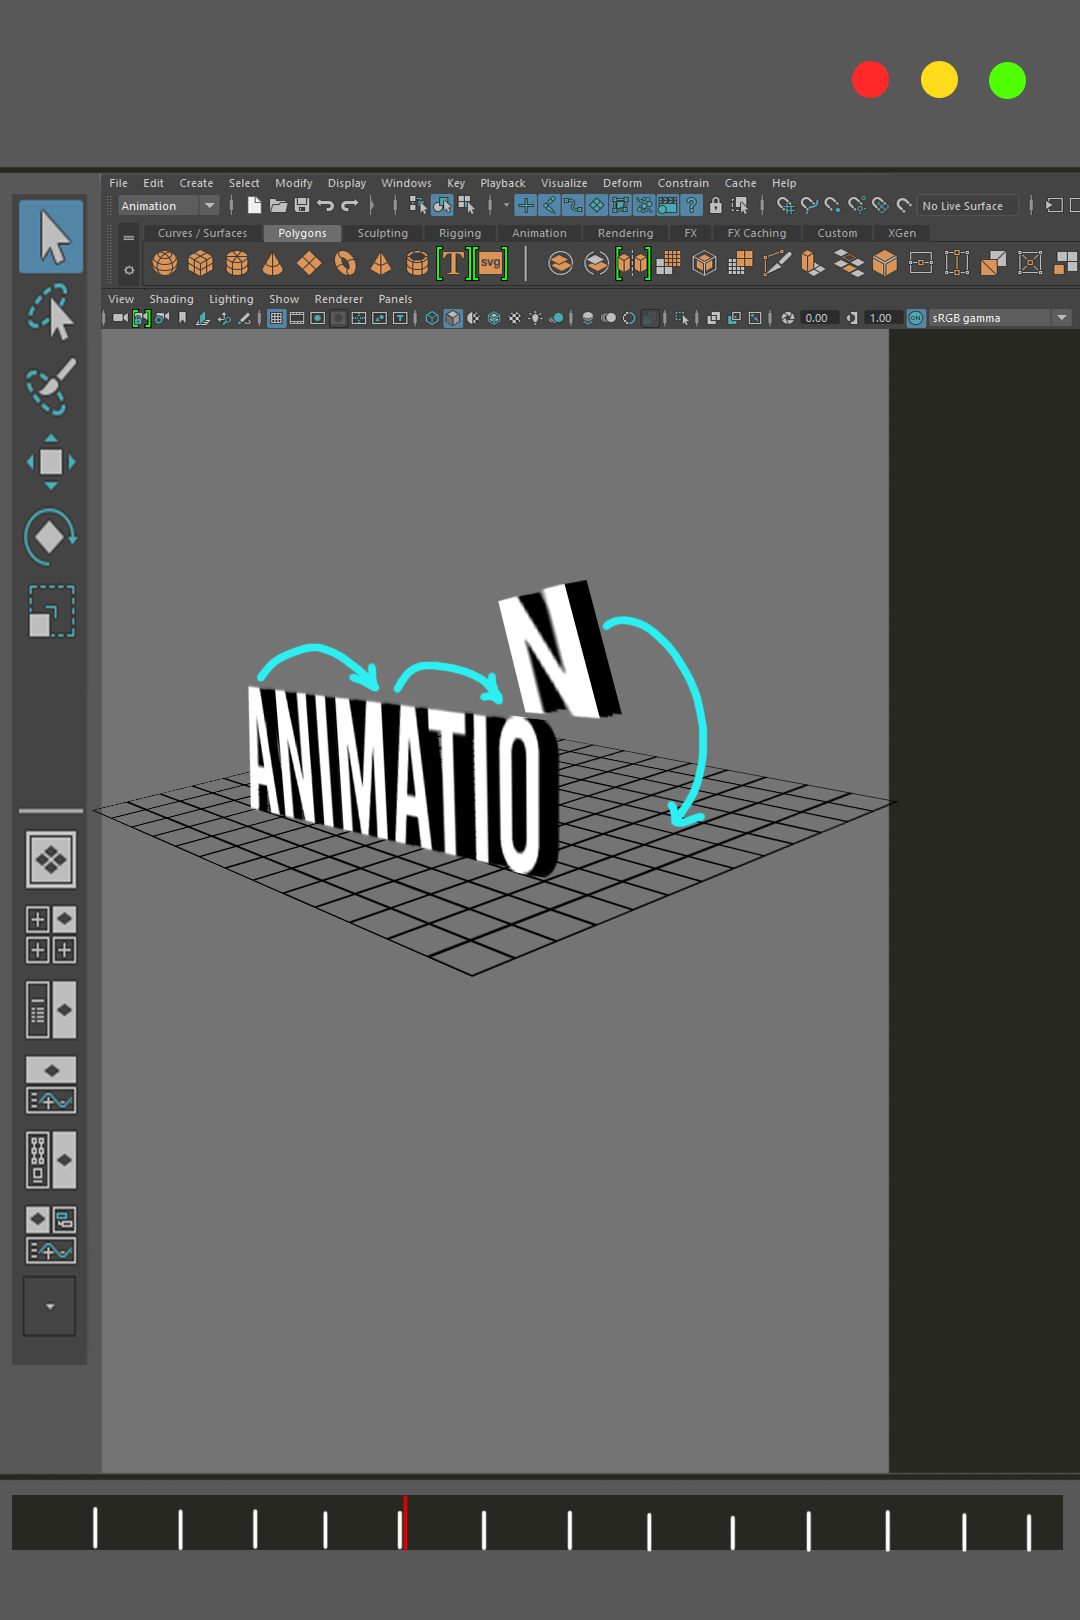 File Edit Create Select Modify Display Windows Key Playback Visualize Deform Constrain Cache Help
Animation No Live Surface
Curves / Surfaces Polygons Sculpting Rigging Animation Rendering FX FX Caching Custom XGen
T svg
View Shading Lighting Show Renderer Panels
0.00 1.00 ON sRGB gamma
ANIMATION